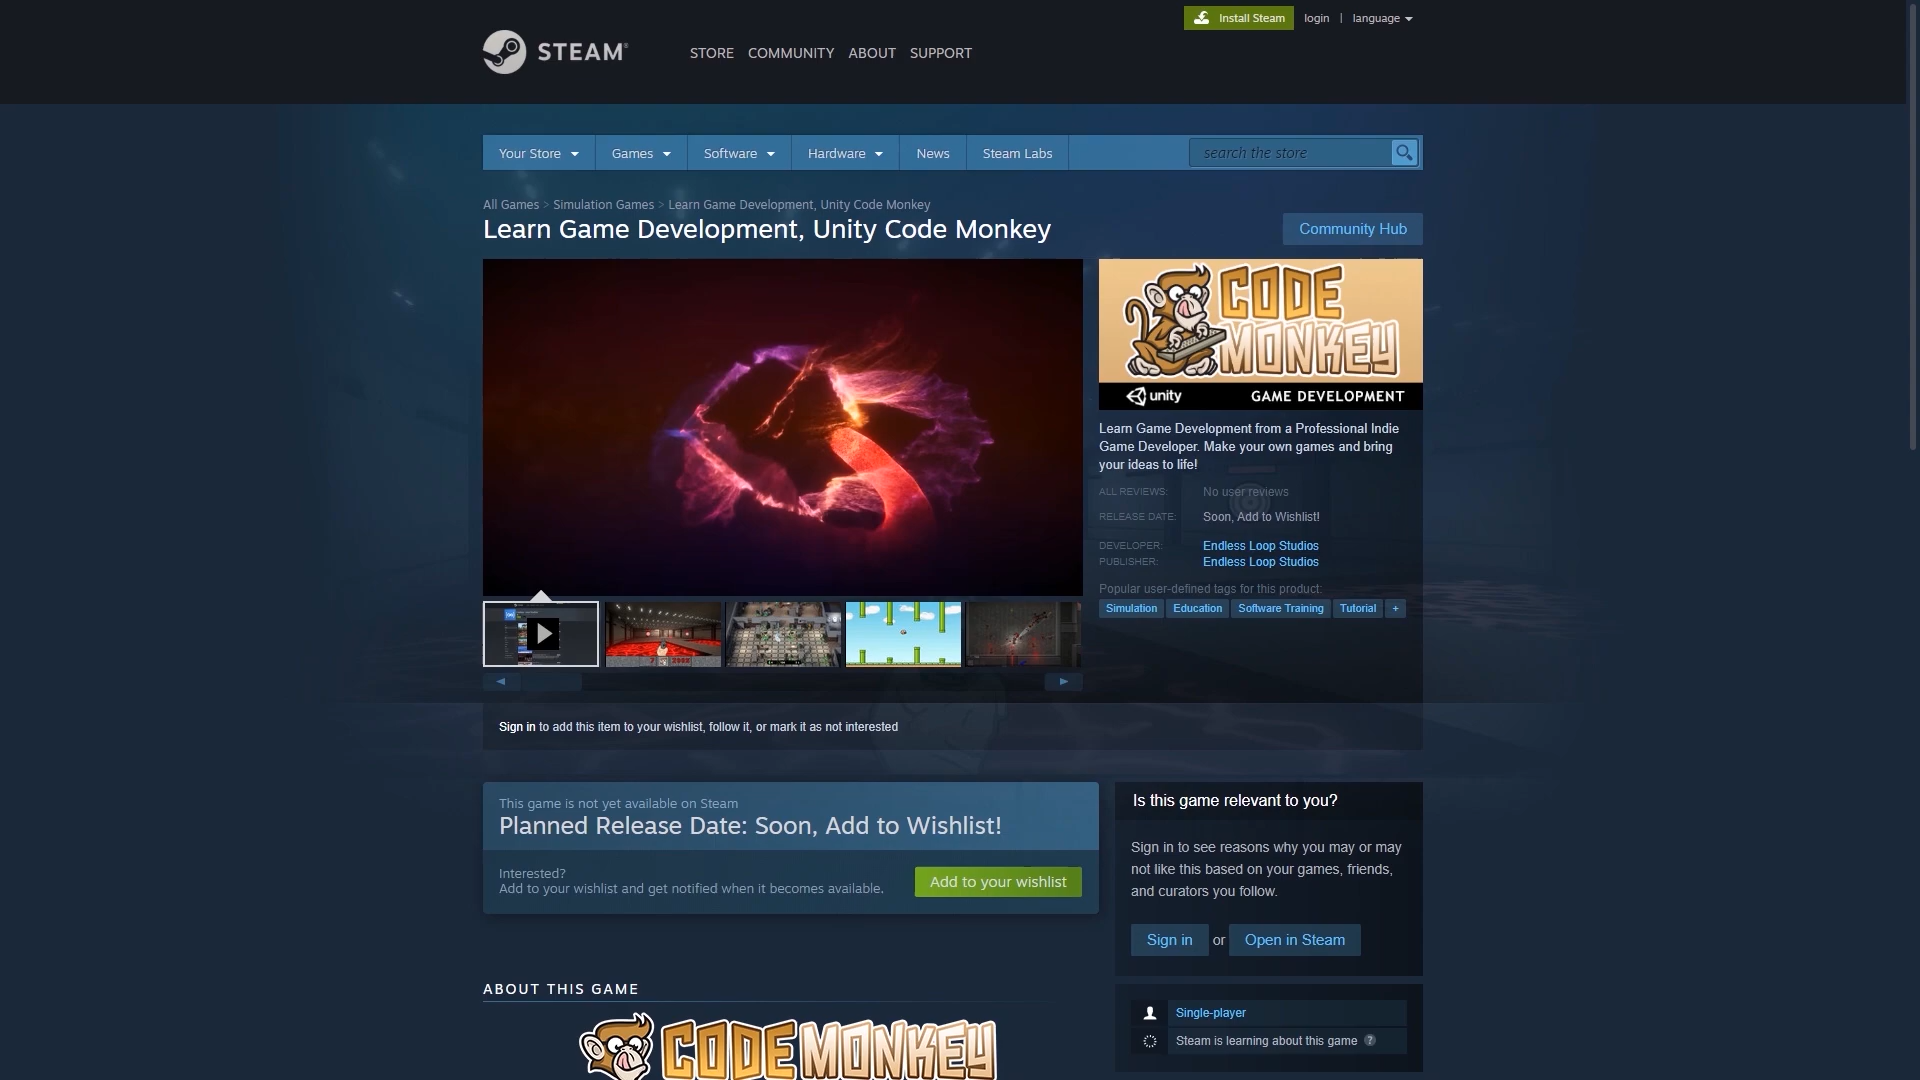 Install Steam login | language
STEAM
STORE COMMUNITY ABOUT SUPPORT
Your Store Games Software Hardware News Steam Labs search the store
All Games > Simulation Games > Learn Game Development, Unity Code Monkey
Learn Game Development, Unity Code Monkey
Community Hub
CODE
MONKEY
unity GAME DEVELOPMENT
Learn Game Development from a Professional Indie
Game Developer. Make your own games and bring
your ideas to life!
ALL REVIEWS: No user reviews
RELEASE DATE: Soon, Add to Wishlist!
DEVELOPER: Endless Loop Studios
PUBLISHER: Endless Loop Studios
Popular user-defined tags for this product:
Simulation Education Software Training Tutorial +
Sign in to add this item to your wishlist, follow it, or mark it as not interested
This game is not yet available on Steam
Planned Release Date: Soon, Add to Wishlist!
Interested?
Add to your wishlist and get notified when it becomes available.
Add to your wishlist
Is this game relevant to you?
Sign in to see reasons why you may or may
not like this based on your games, friends,
and curators you follow.
Sign in or Open in Steam
ABOUT THIS GAME
CODE MONKEY
Single-player
Steam is learning about this game ?